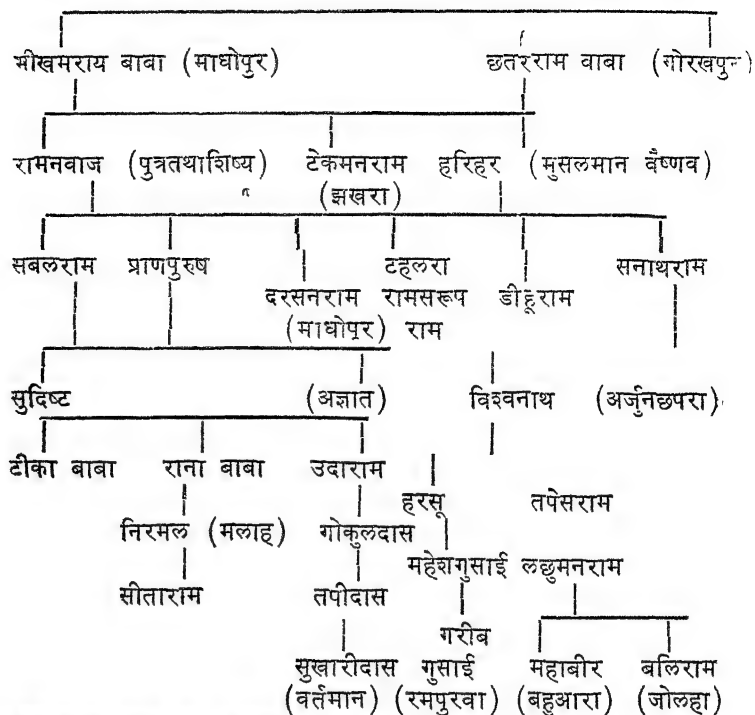 भीखमराय बाबा (माधोपुर) छतरराम बाबा (गोरखपुर)
रामनवाज (पुत्रतथाशिष्य) टेकमनराम हरिहर (मुसलमान वैष्णव)
(झखरा)
सबलराम प्राणपुरुष टहलरा सनाथराम
दरसनराम रामसरूप डीहूराम
(माधोपुर) राम
सुदिष्ट (अज्ञात) विश्वनाथ (अर्जुनछपरा)
टीका बाबा राना बाबा उदाराम
हरसू तपेसराम
निरमल (मलाह) गोकुलदास
महेशगुसाई लछुमनराम
सीताराम तपीदास
गरीब
सुखारीदास गुसाई महाबीर बलिराम
(वर्तमान) (रमपुरवा) (बहुआरा) (जोलहा)